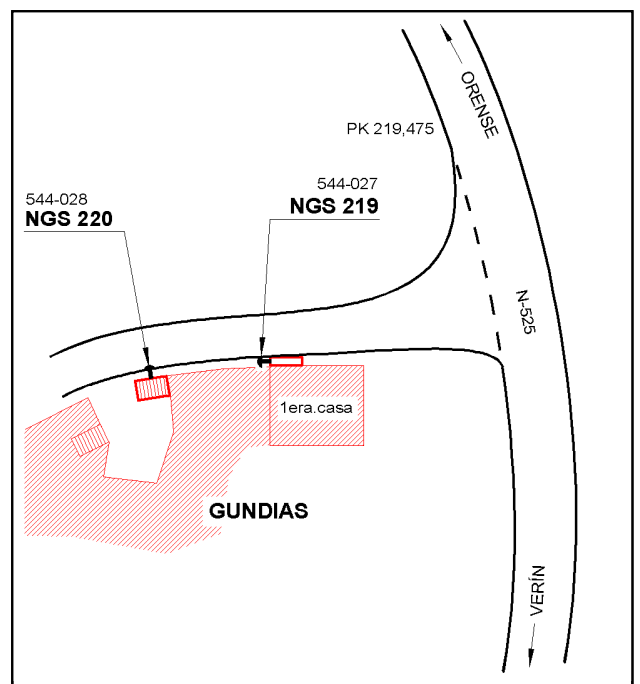 ORENSE
PK 219,475
544-027
NGS 219
544-028
NGS 220
N-525
1era.casa
GUNDIAS
VERÍN